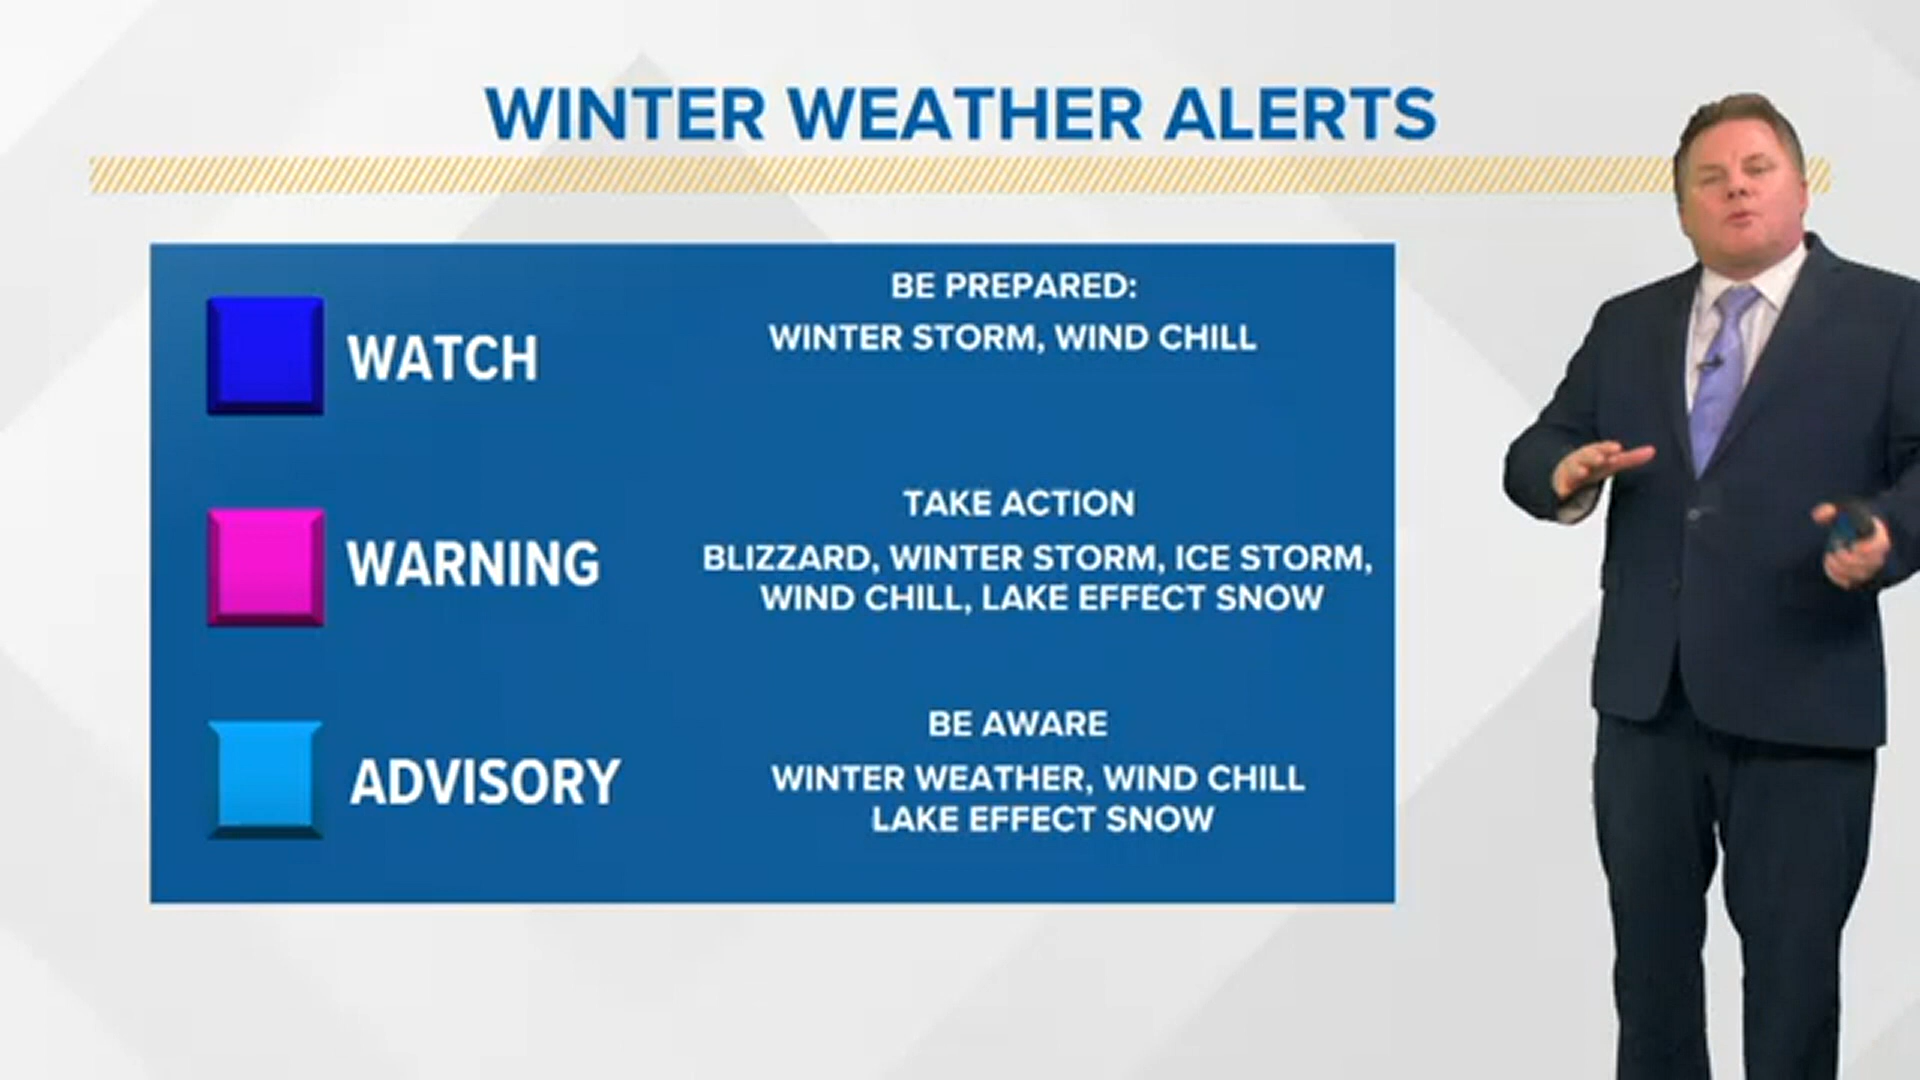 WINTER WEATHER ALERTS
WATCH
BE PREPARED:
WINTER STORM, WIND CHILL
WARNING
TAKE ACTION
BLIZZARD, WINTER STORM, ICE STORM,
WIND CHILL, LAKE EFFECT SNOW
ADVISORY
BE AWARE
WINTER WEATHER, WIND CHILL
LAKE EFFECT SNOW